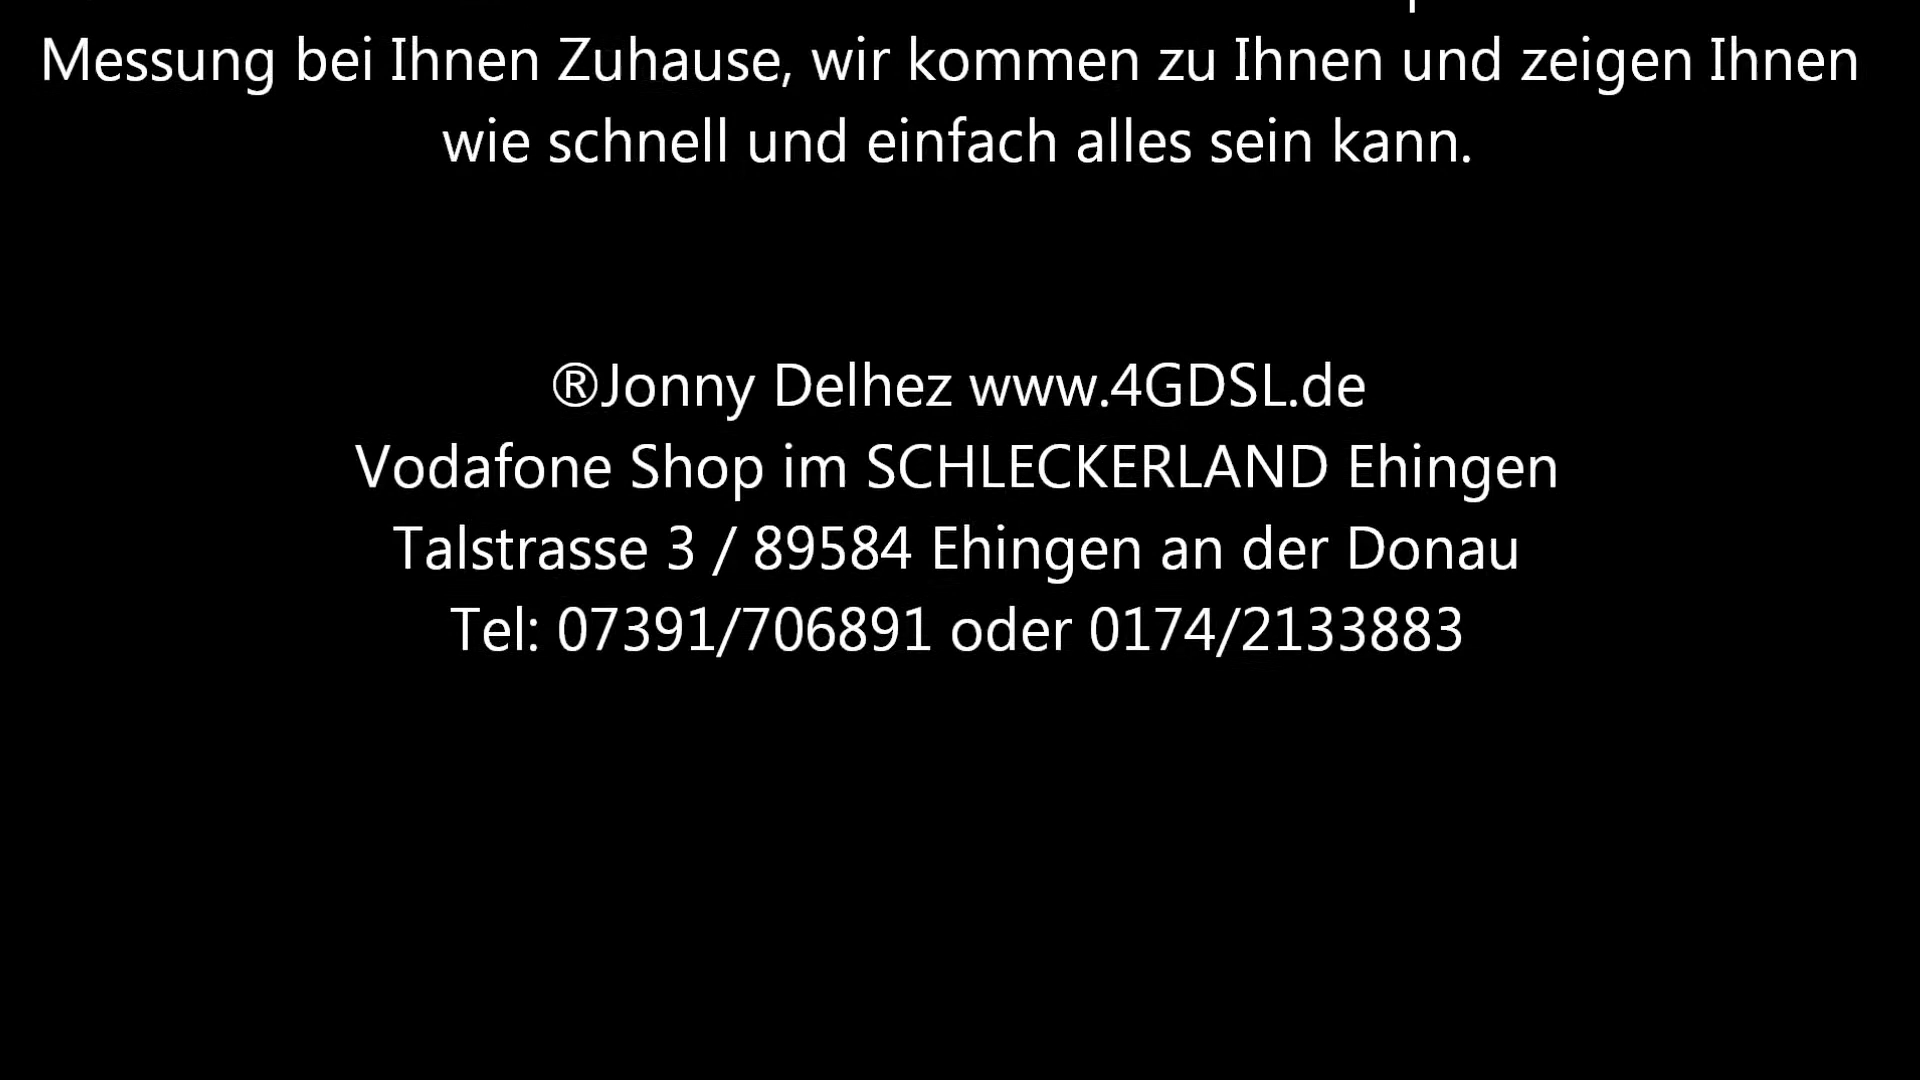 Messung bei Ihnen Zuhause, wir kommen zu Ihnen und zeigen Ihnen
wie schnell und einfach alles sein kann.
®Jonny Delhez www.4GDSL.de
Vodafone Shop im SCHLECKERLAND Ehingen
Talstrasse 3 / 89584 Ehingen an der Donau
Tel: 07391/706891 oder 0174/2133883